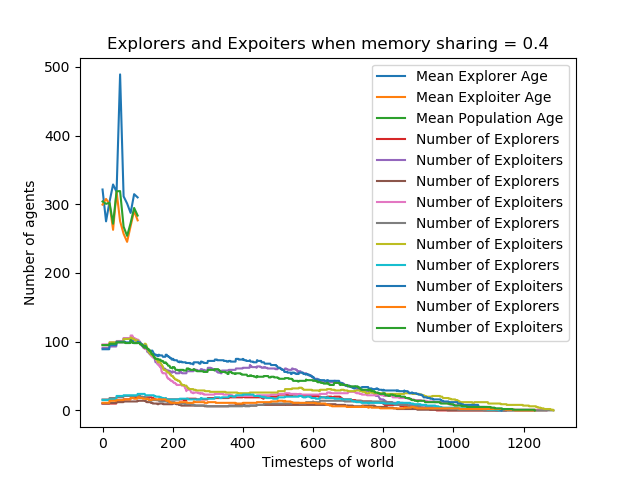 Explorers and Expoiters when memory sharing = 0.4
Number of agents
500
400
300
200
100
0
Mean Explorer Age
Mean Exploiter Age
Mean Population Age
Number of Explorers
Number of Exploiters
Number of Explorers
Number of Exploiters
Number of Explorers
Number of Exploiters
Number of Explorers
Number of Exploiters
Number of Explorers
Number of Exploiters
0 200 400 600 800 1000 1200
Timesteps of world